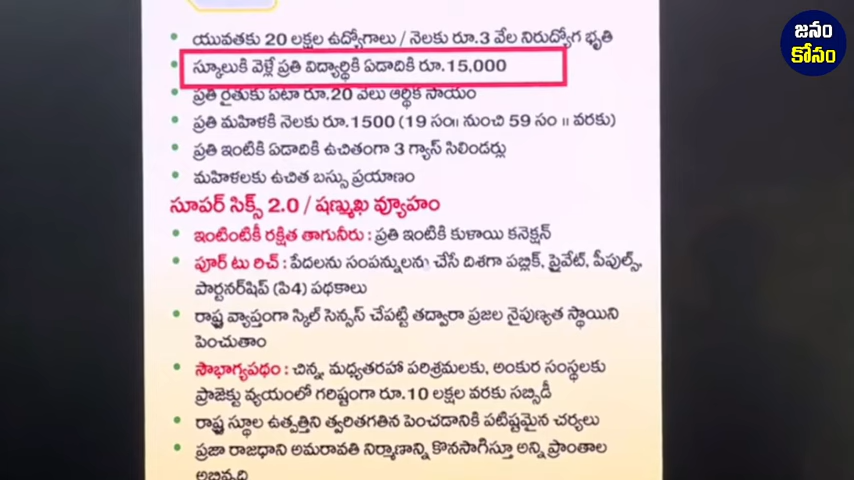 జనం
కోసం
యువతకు 20 లక్షల ఉద్యోగాలు / నెలకు రూ.3 వేల నిరుద్యోగ భృతి
స్కూలుకి వెళ్లే ప్రతి విద్యార్థికి ఏడాదికి రూ.15,000
ప్రతి రైతుకు ఏటా రూ.20 వేలు ఆర్థిక సాయం
ప్రతి మహిళకి నెలకు రూ.1500 (19 సం॥ నుంచి 59 సం ॥ వరకు)
ప్రతి ఇంటికి ఏడాదికి ఉచితంగా 3 గ్యాస్ సిలిండర్లు
మహిళలకు ఉచిత బస్సు ప్రయాణం
సూపర్ సిక్స్ 2.0 / షణ్ముఖ వ్యూహం
ఇంటింటికీ రక్షిత తాగునీరు : ప్రతి ఇంటికి కుళాయి కనెక్షన్
పూర్ టు రిచ్ : పేదలను సంపన్నులను చేసే దిశగా పబ్లిక్, ప్రైవేట్, పీపుల్స్,
పార్టనర్‌షిప్ (పి4) పథకాలు
రాష్ట్ర వ్యాప్తంగా స్కిల్ సెన్సస్ చేపట్టి తద్వారా ప్రజల నైపుణ్యత స్థాయిని
పెంచుతాం
సౌభాగ్యపథం : చిన్న, మధ్యతరహా పరిశ్రమలకు, అంకుర సంస్థలకు
ప్రాజెక్టు వ్యయంలో గరిష్టంగా రూ.10 లక్షల వరకు సబ్సిడీ
రాష్ట్ర స్థూల ఉత్పత్తిని త్వరితగతిన పెంచడానికి పటిష్టమైన చర్యలు
ప్రజా రాజధాని అమరావతి నిర్మాణాన్ని కొనసాగిస్తూ అన్ని ప్రాంతాల